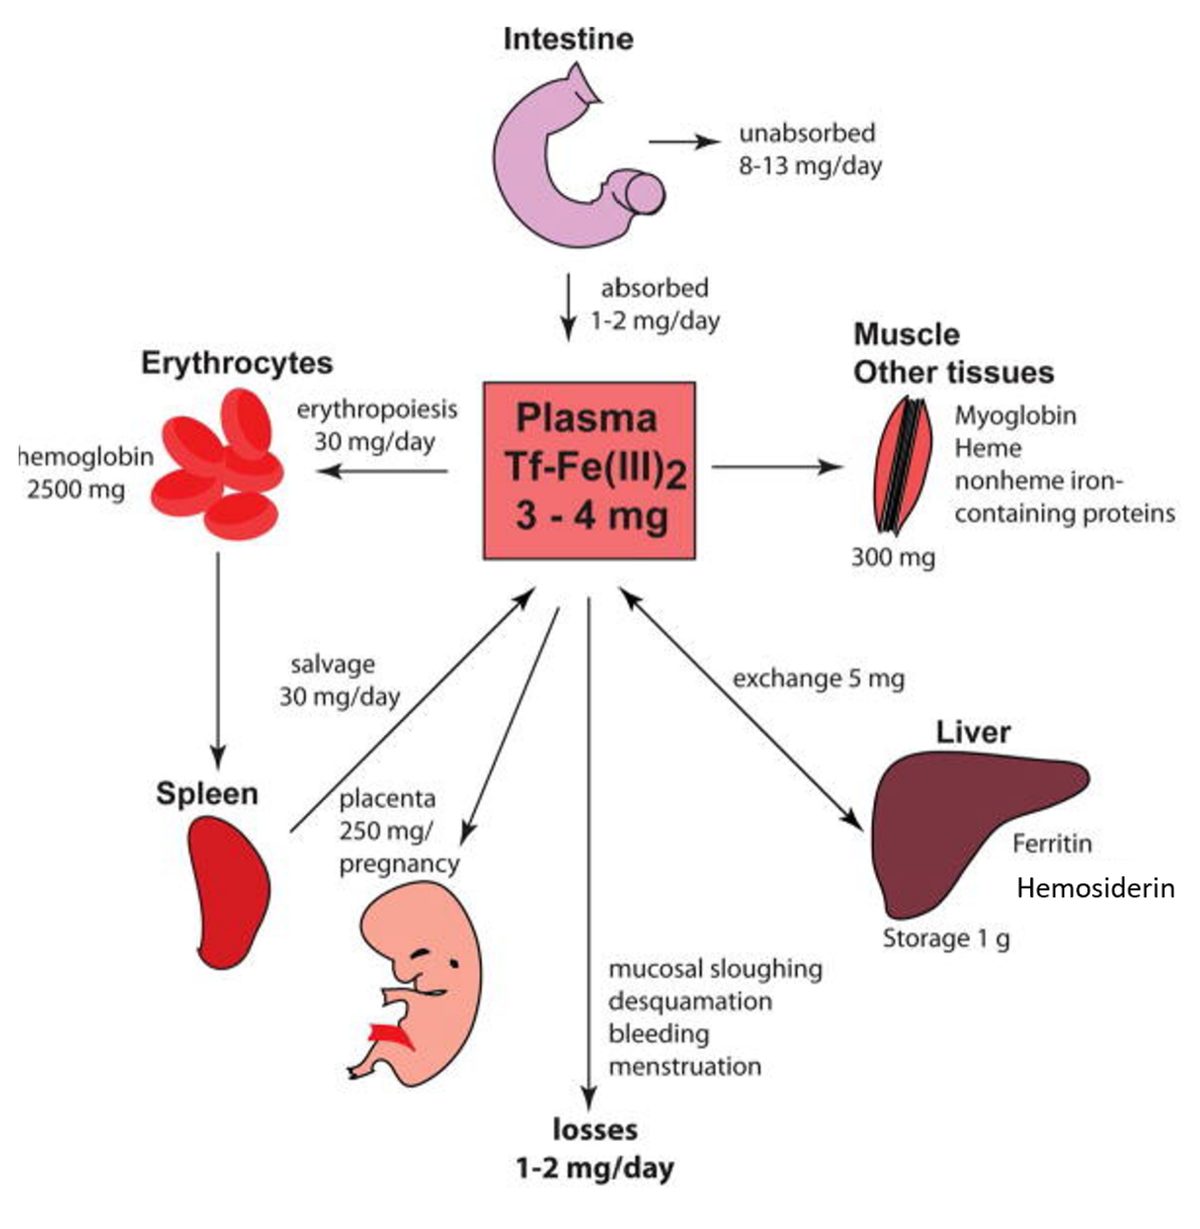 Intestine
unabsorbed
8-13 mg/day
absorbed
1-2 mg/day
Erythrocytes
erythropoiesis
30 mg/day
hemoglobin
2500 mg
Plasma
Tf-Fe(III)2
3 - 4 mg
Muscle
Other tissues
Myoglobin
Heme
nonheme iron-
containing proteins
300 mg
salvage
30 mg/day
exchange 5 mg
Spleen
placenta
250 mg/
pregnancy
Liver
Ferritin
Hemosiderin
Storage 1 g
mucosal sloughing
desquamation
bleeding
menstruation
losses
1-2 mg/day